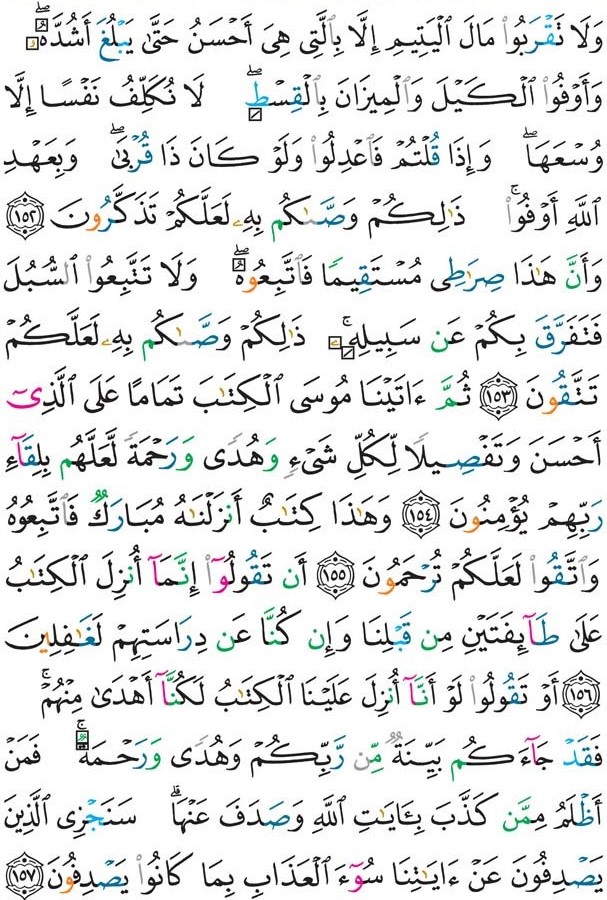 وَلَا تَقۡرَبُواْ مَالَ ٱلۡيَتِيمِ إِلَّا بِٱلَّتِي هِيَ أَحۡسَنُ حَتَّىٰ يَبۡلُغَ أَشُدَّهُۥۖ
وَأَوۡفُواْ ٱلۡكَيۡلَ وَٱلۡمِيزَانَ بِٱلۡقِسۡطِۖ لَا نُكَلِّفُ نَفۡسًا إِلَّا
وُسۡعَهَاۖ وَإِذَا قُلۡتُمۡ فَٱعۡدِلُواْ وَلَوۡ كَانَ ذَا قُرۡبَىٰۖ وَبِعَهۡدِ
ٱللَّهِ أَوۡفُواْۚ ذَٰلِكُمۡ وَصَّىٰكُم بِهِۦ لَعَلَّكُمۡ تَذَكَّرُونَ ١٥٢
وَأَنَّ هَٰذَا صِرَٰطِي مُسۡتَقِيمٗا فَٱتَّبِعُوهُۖ وَلَا تَتَّبِعُواْ ٱلسُّبُلَ
فَتَفَرَّقَ بِكُمۡ عَن سَبِيلِهِۦۚ ذَٰلِكُمۡ وَصَّىٰكُم بِهِۦ لَعَلَّكُمۡ
تَتَّقُونَ ١٥٣ ثُمَّ ءَاتَيۡنَا مُوسَى ٱلۡكِتَٰبَ تَمَامًا عَلَى ٱلَّذِيٓ
أَحۡسَنَ وَتَفۡصِيلٗا لِّكُلِّ شَيۡءٖ وَهُدٗى وَرَحۡمَةٗ لَّعَلَّهُم بِلِقَآءِ
رَبِّهِمۡ يُؤۡمِنُونَ ١٥٤ وَهَٰذَا كِتَٰبٌ أَنزَلۡنَٰهُ مُبَارَكٞ فَٱتَّبِعُوهُ
وَٱتَّقُواْ لَعَلَّكُمۡ تُرۡحَمُونَ ١٥٥ أَن تَقُولُوٓاْ إِنَّمَآ أُنزِلَ ٱلۡكِتَٰبُ
عَلَىٰ طَآئِفَتَيۡنِ مِن قَبۡلِنَا وَإِن كُنَّا عَن دِرَاسَتِهِمۡ لَغَٰفِلِينَ
١٥٦ أَوۡ تَقُولُواْ لَوۡ أَنَّآ أُنزِلَ عَلَيۡنَا ٱلۡكِتَٰبُ لَكُنَّآ أَهۡدَىٰ مِنۡهُمۡۚ
فَقَدۡ جَآءَكُم بَيِّنَةٞ مِّن رَّبِّكُمۡ وَهُدٗى وَرَحۡمَةٞۚ فَمَنۡ
أَظۡلَمُ مِمَّن كَذَّبَ بِـَٔايَٰتِ ٱللَّهِ وَصَدَفَ عَنۡهَاۗ سَنَجۡزِي ٱلَّذِينَ
يَصۡدِفُونَ عَنۡ ءَايَٰتِنَا سُوٓءَ ٱلۡعَذَابِ بِمَا كَانُواْ يَصۡدِفُونَ ١٥٧